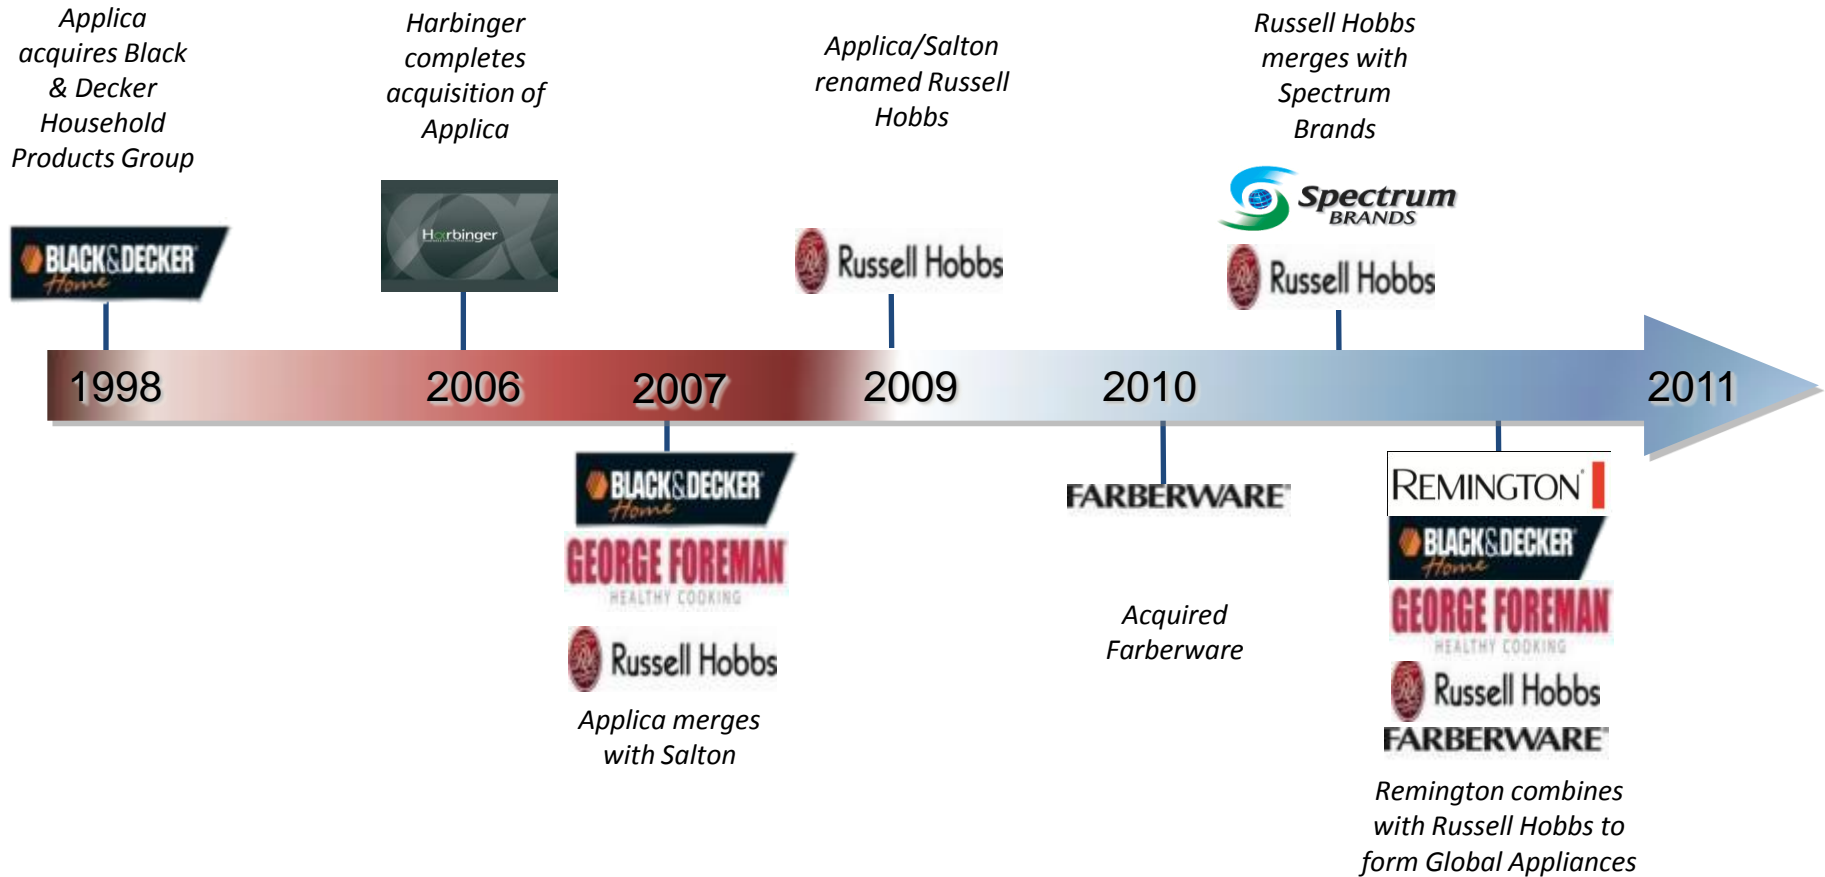 Applica
acquires Black
& Decker
Household
Products Group
Harbinger
completes
acquisition of
Applica
Applica/Salton
renamed Russell
Hobbs
Russell Hobbs
merges with
Spectrum
Brands
BLACK&DECKER
Home
Harbinger
Russell Hobbs
Spectrum
BRANDS
Russell Hobbs
1998
2006
2007
2009
2010
2011
BLACK&DECKER
Home
GEORGE FOREMAN
HEALTHY COOKING
Russell Hobbs
Applica merges
with Salton
FARBERWARE
Acquired
Farberware
REMINGTON
BLACK&DECKER
Home
GEORGE FOREMAN
HEALTHY COOKING
Russell Hobbs
FARBERWARE
Remington combines
with Russell Hobbs to
form Global Appliances